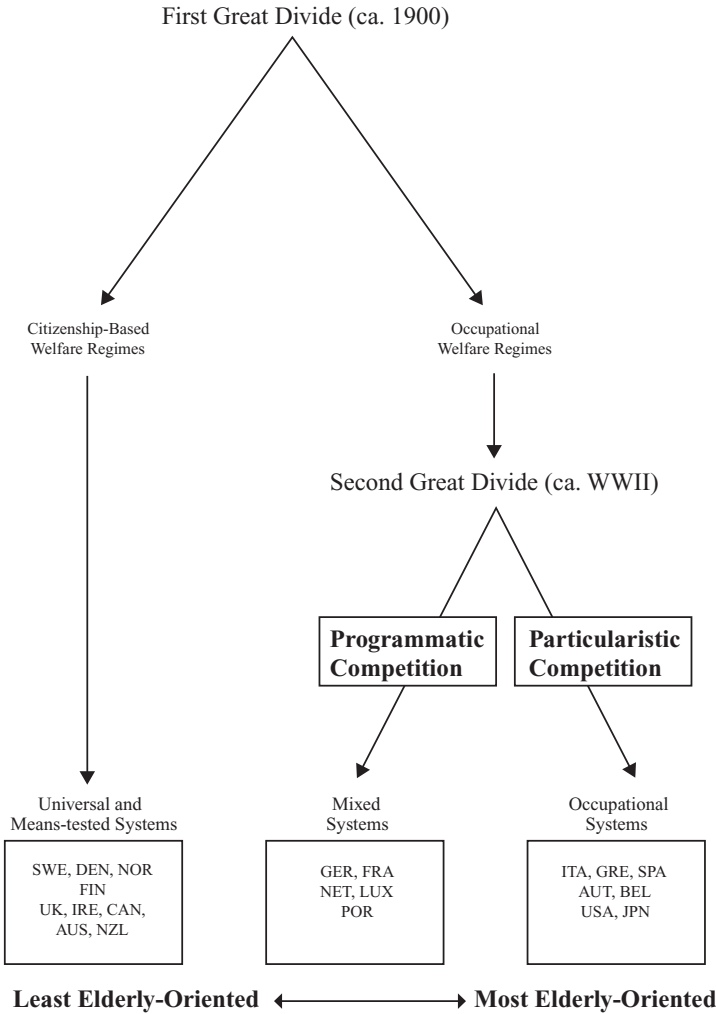 First Great Divide (ca. 1900)
Citizenship-Based
Welfare Regimes
Occupational
Welfare Regimes
Second Great Divide (ca. WWII)
Programmatic
Competition
Particularistic
Competition
Universal and
Means-tested Systems
Mixed
Systems
Occupational
Systems
SWE, DEN, NOR
FIN
UK, IRE, CAN,
AUS, NZL
GER, FRA
NET, LUX
POR
ITA, GRE, SPA
AUT, BEL
USA, JPN
Least Elderly-Oriented
Most Elderly-Oriented